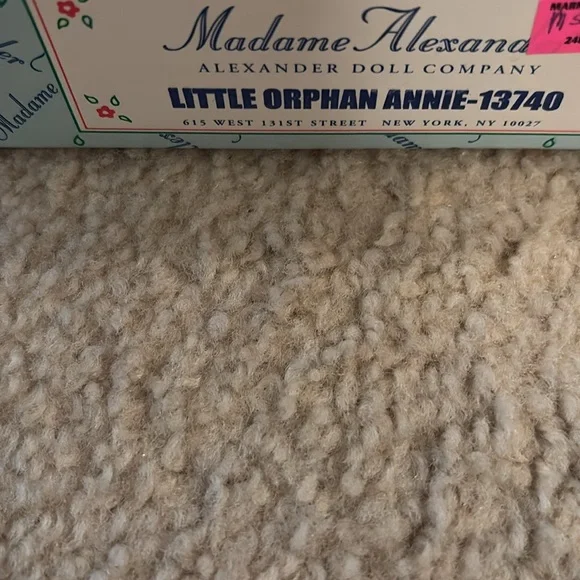 Madame Alexand
ALEXANDER DOLL COMPANY
LITTLE ORPHAN ANNIE-13740
615 WEST 131ST STREET NEW YORK, NY 10027
Madame